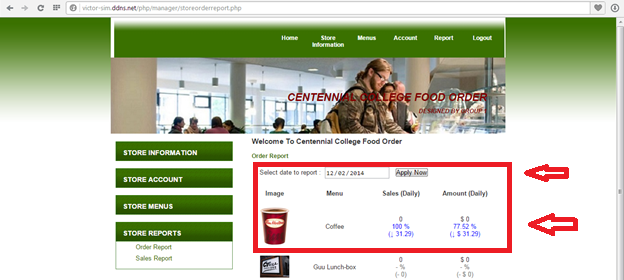 victor-sim.ddns.net/php/manager/storeorderreport.php
Home Store Information Menus Account Report Logout
CENTENNIAL COLLEGE FOOD ORDER
DESIGNED BY GROUP
Welcome To Centennial College Food Order
STORE INFORMATION
Order Report
Select date to report : 12/02/2014 Apply Now
STORE ACCOUNT
Image Menu Sales (Daily) Amount (Daily)
STORE MENUS
0 $ 0
Coffee 100 % 77.52 %
(↓ 31.29) (↓ $ 31.29)
STORE REPORTS
Order Report
Sales Report
0 $ 0
Guu Lunch-box - % - %
(- 0) (- $ 0)